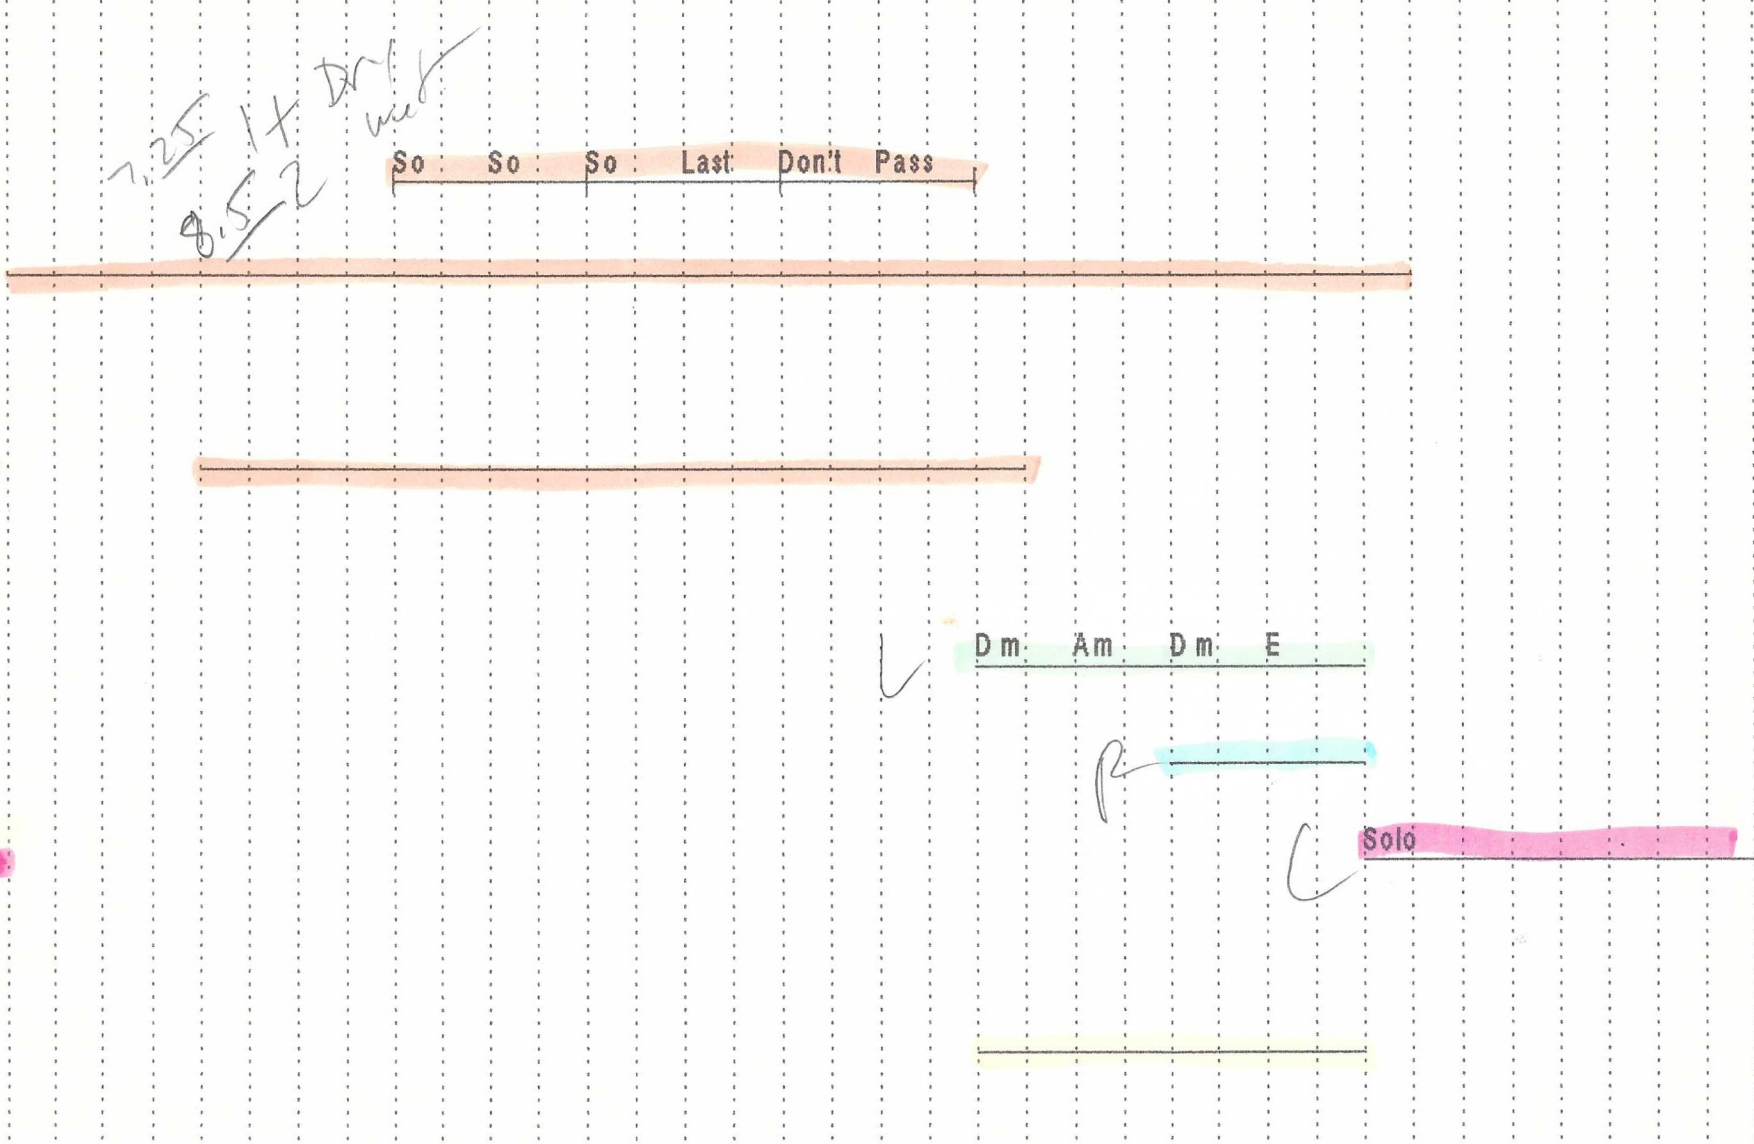 7.25 1+ Dry
8.5 2 wet
So So So Last Don't Pass
L Dm Am Dm E
R
C Solo